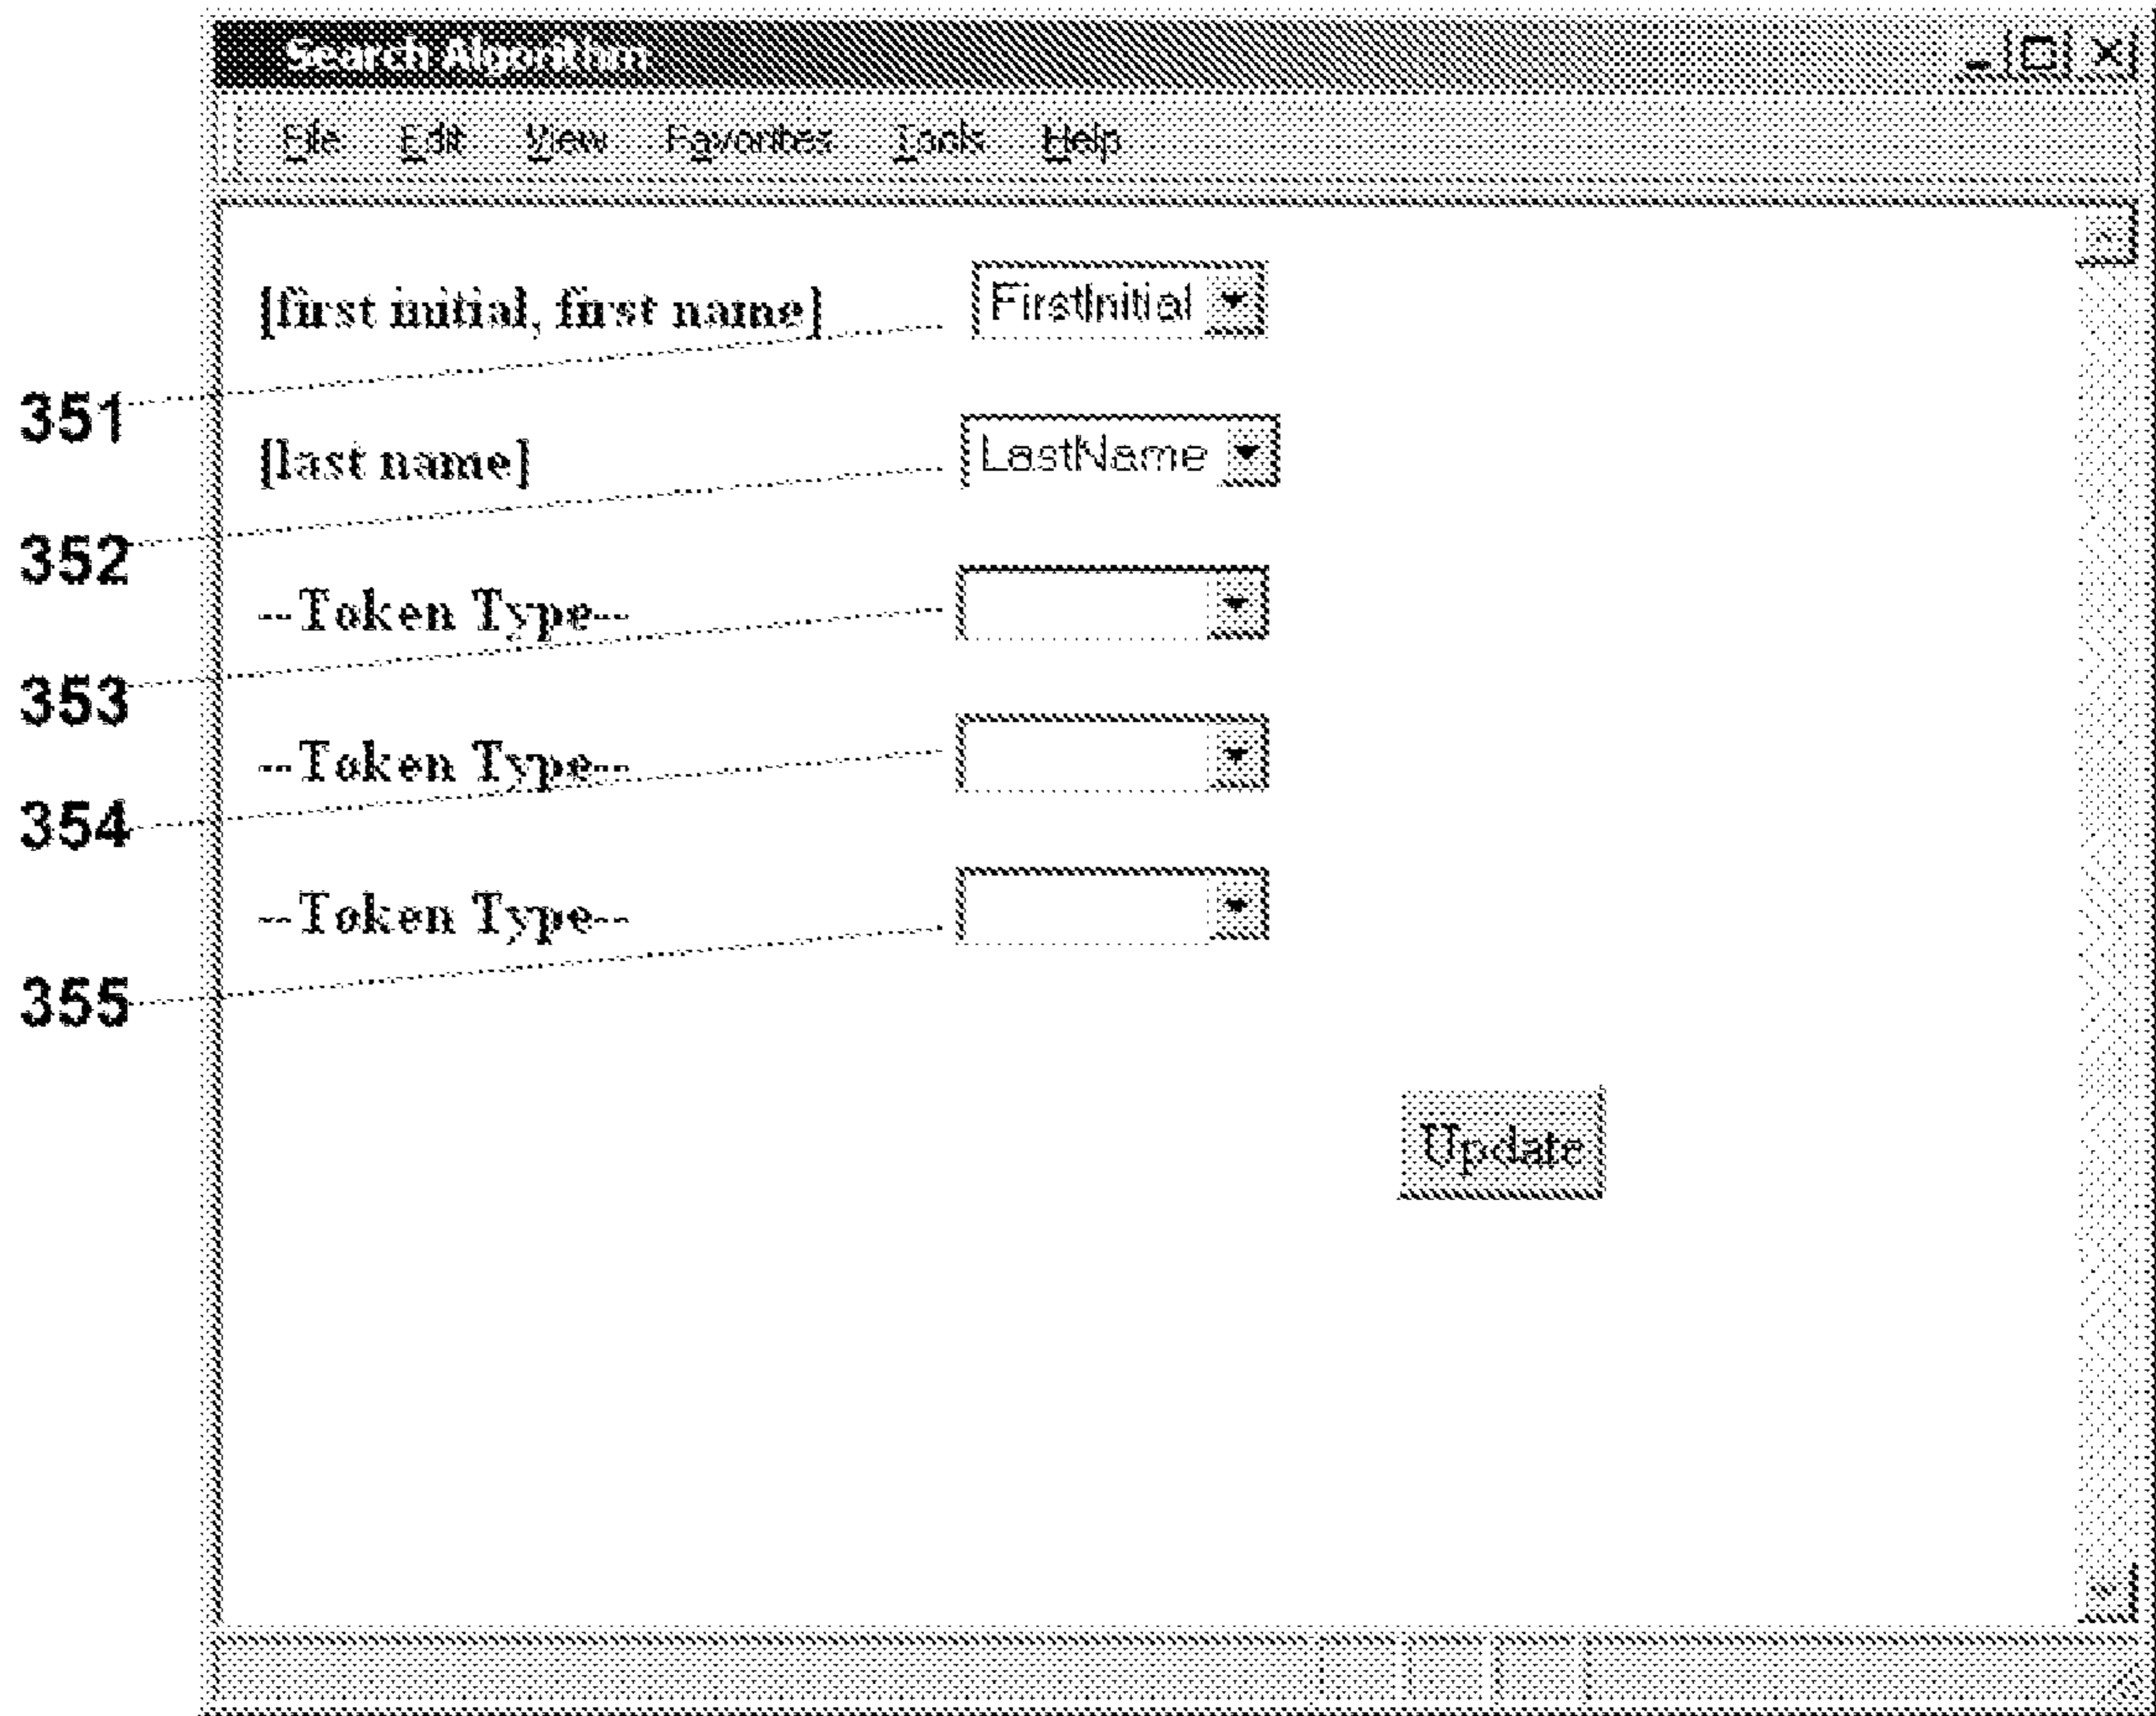 Search Algorithm
File Edit View Favorites Tools Help
[first initial, first name] FirstInitial
351
[last name] LastName
352
--Token Type--
353
--Token Type--
354
--Token Type--
355
Update